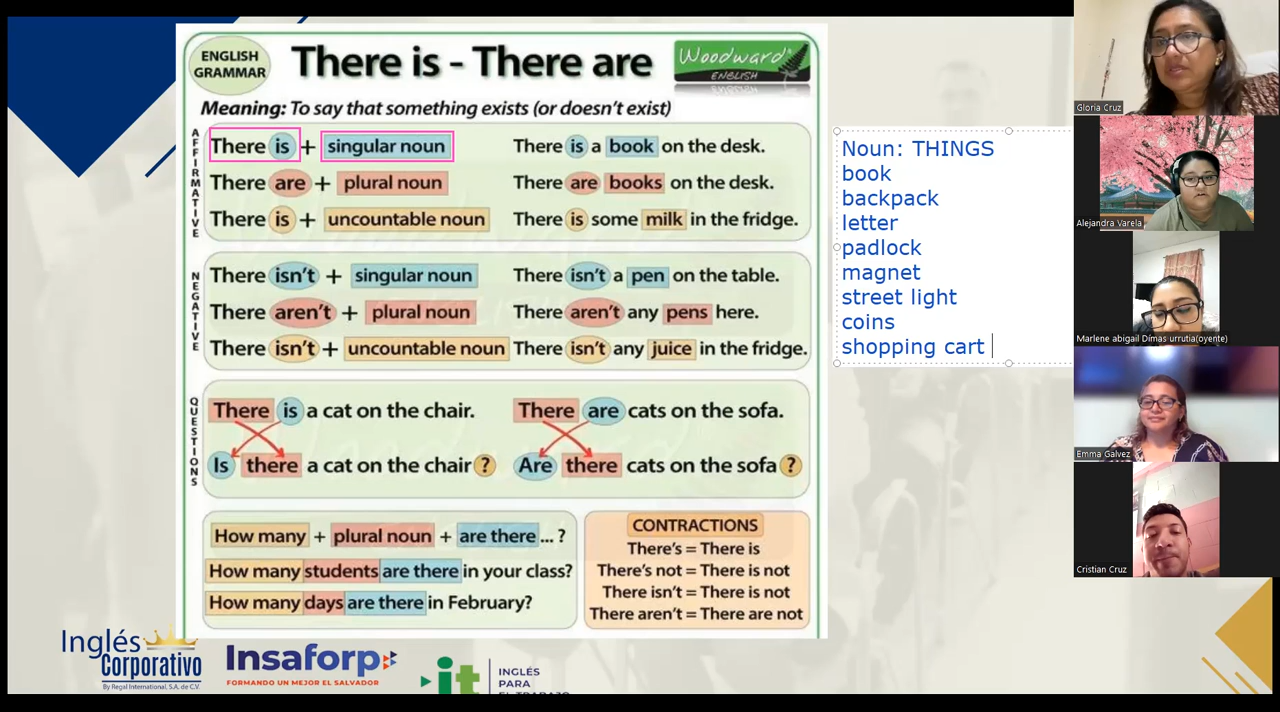 ENGLISH
GRAMMAR
There is - There are
Woodward
ENGLISH
Meaning: To say that something exists (or doesn't exist)
AFFIRMATIVE
There is + singular noun
There is a book on the desk.
There are + plural noun
There are books on the desk.
There is + uncountable noun
There is some milk in the fridge.
NEGATIVE
There isn't + singular noun
There isn't a pen on the table.
There aren't + plural noun
There aren't any pens here.
There isn't + uncountable noun
There isn't any juice in the fridge.
QUESTIONS
There is a cat on the chair.
There are cats on the sofa.
Is there a cat on the chair ?
Are there cats on the sofa ?
How many + plural noun + are there ... ?
How many students are there in your class?
How many days are there in February?
CONTRACTIONS
There's = There is
There's not = There is not
There isn't = There is not
There aren't = There are not
Noun: THINGS
book
backpack
letter
padlock
magnet
street light
coins
shopping cart
Gloria Cruz
Alejandra Varela
Marlene abigail Dimas urrutia(oyente)
Emma Galvez
Cristian Cruz
Inglés
Corporativo
By Regal International, S.A. de C.V.
Insaforp
FORMANDO UN MEJOR EL SALVADOR
it
INGLÉS
PARA
EL TRABAJO